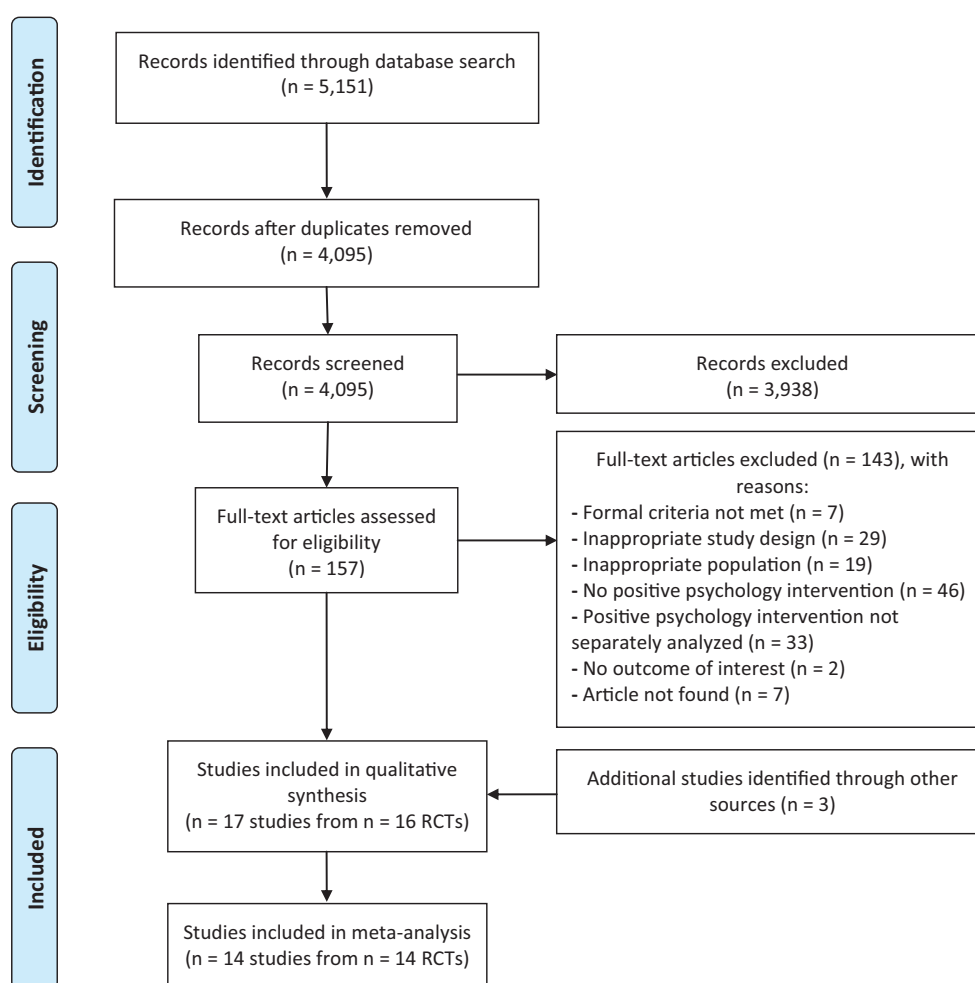 Identification
Records identified through database search
(n = 5,151)
Records after duplicates removed
(n = 4,095)
Screening
Records screened
(n = 4,095)
Records excluded
(n = 3,938)
Eligibility
Full-text articles assessed
for eligibility
(n = 157)
Full-text articles excluded (n = 143), with
reasons:
- Formal criteria not met (n = 7)
- Inappropriate study design (n = 29)
- Inappropriate population (n = 19)
- No positive psychology intervention (n = 46)
- Positive psychology intervention not
separately analyzed (n = 33)
- No outcome of interest (n = 2)
- Article not found (n = 7)
Included
Studies included in qualitative
synthesis
(n = 17 studies from n = 16 RCTs)
Additional studies identified through other
sources (n = 3)
Studies included in meta-analysis
(n = 14 studies from n = 14 RCTs)